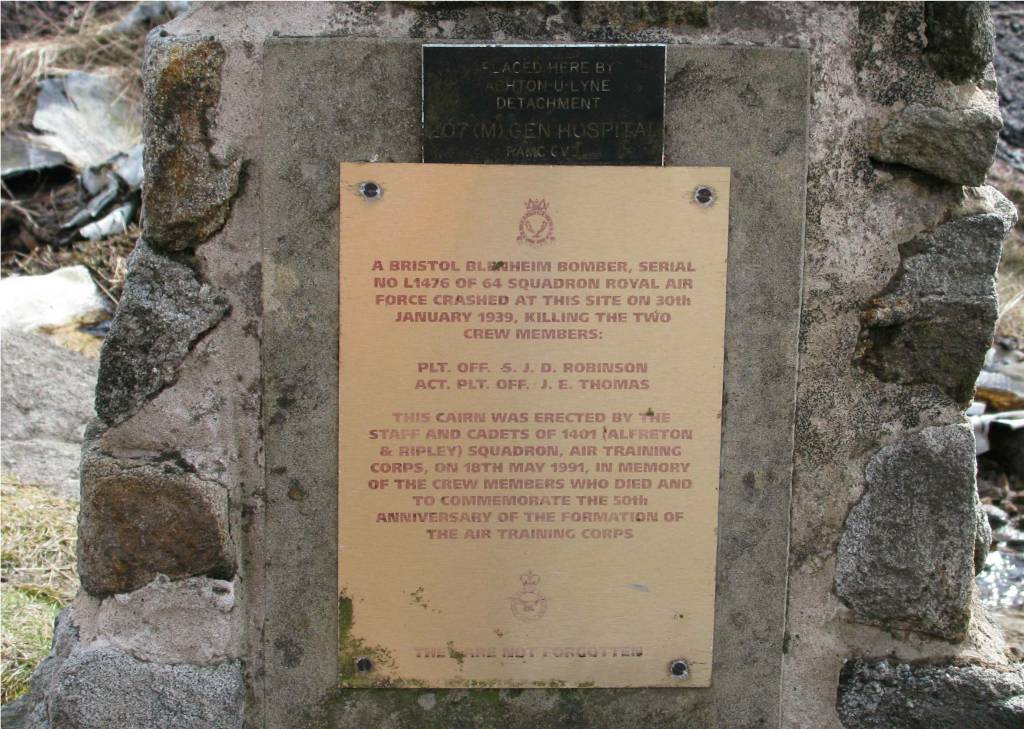 PLACED HERE BY
ASHTON-U-LYNE
DETACHMENT
207 (M) GEN HOSPITAL
RAMC (V)
A BRISTOL BLENHEIM BOMBER, SERIAL
NO L1476 OF 64 SQUADRON ROYAL AIR
FORCE CRASHED AT THIS SITE ON 30th
JANUARY 1939, KILLING THE TWO
CREW MEMBERS:
PLT. OFF. S. J. D. ROBINSON
ACT. PLT. OFF. J. E. THOMAS
THIS CAIRN WAS ERECTED BY THE
STAFF AND CADETS OF 1401 (ALFRETON
& RIPLEY) SQUADRON, AIR TRAINING
CORPS, ON 18TH MAY 1991, IN MEMORY
OF THE CREW MEMBERS WHO DIED AND
TO COMMEMORATE THE 50th
ANNIVERSARY OF THE FORMATION OF
THE AIR TRAINING CORPS
THEY ARE NOT FORGOTTEN